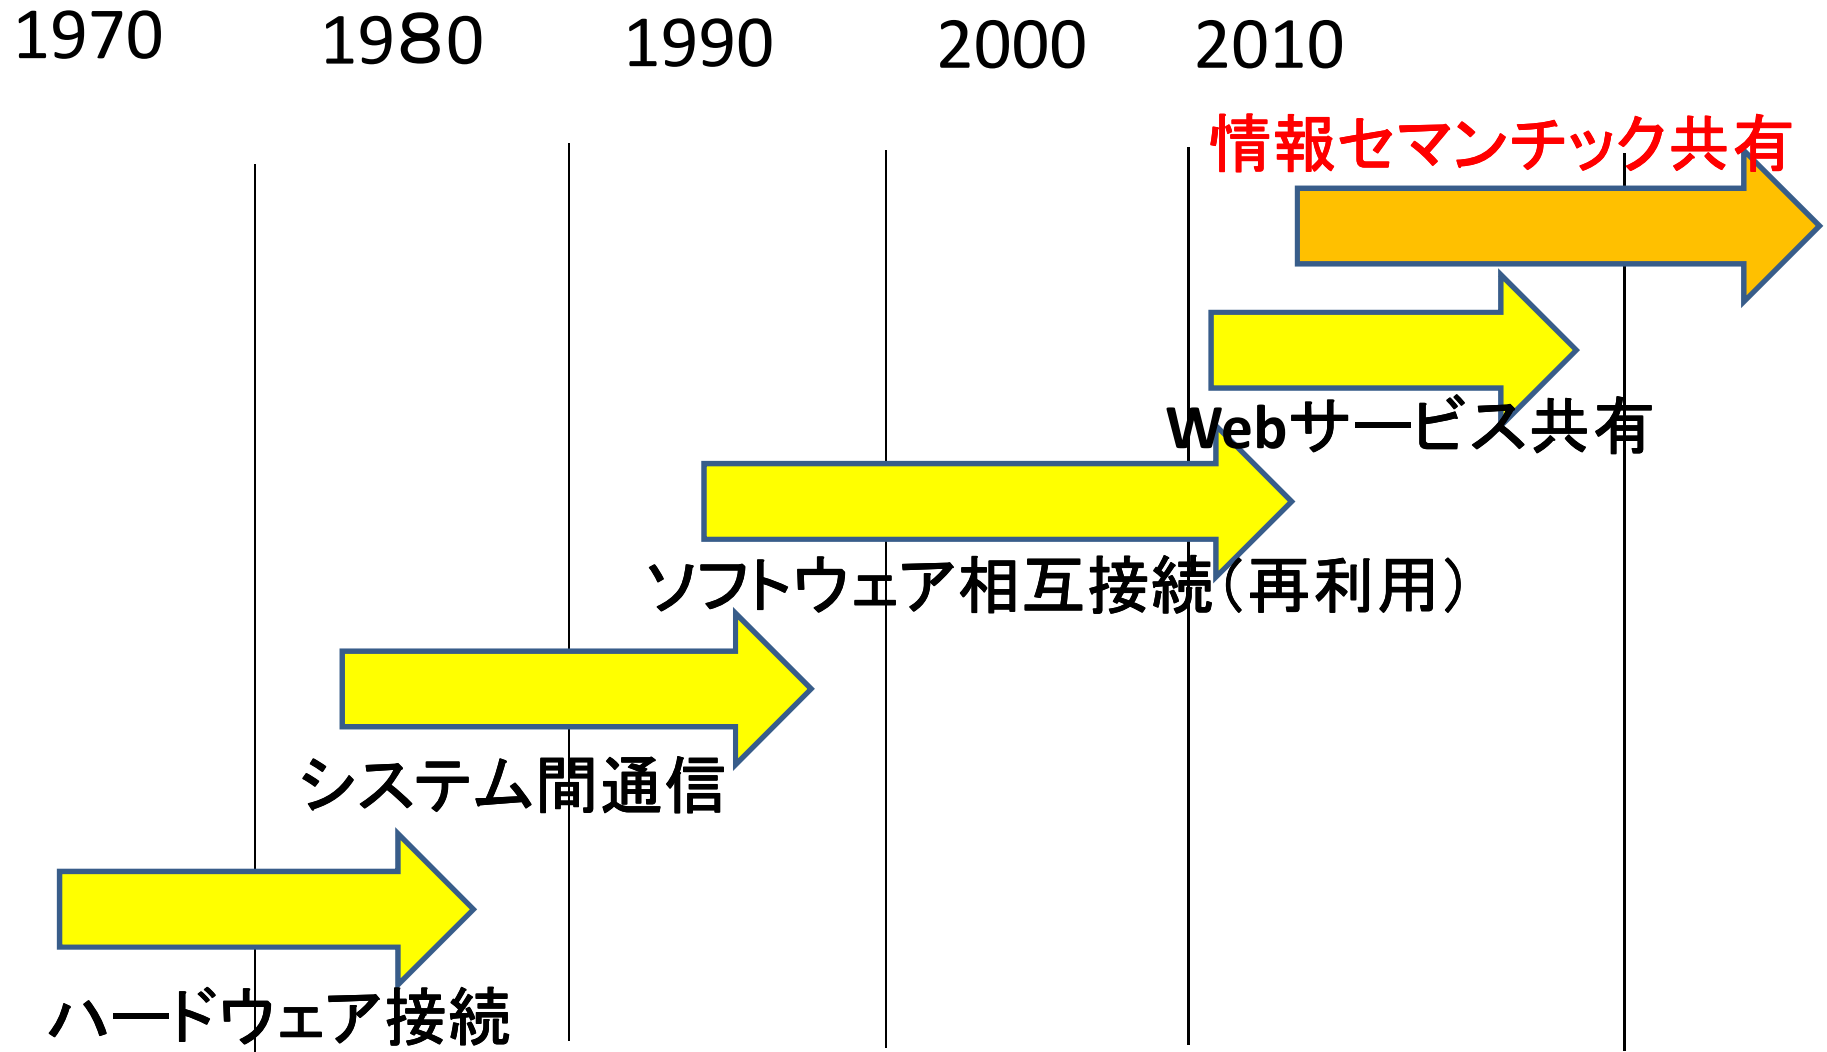 1970 1980 1990 2000 2010
情報セマンチック共有
Webサービス共有
ソフトウェア相互接続（再利用）
システム間通信
ハードウェア接続